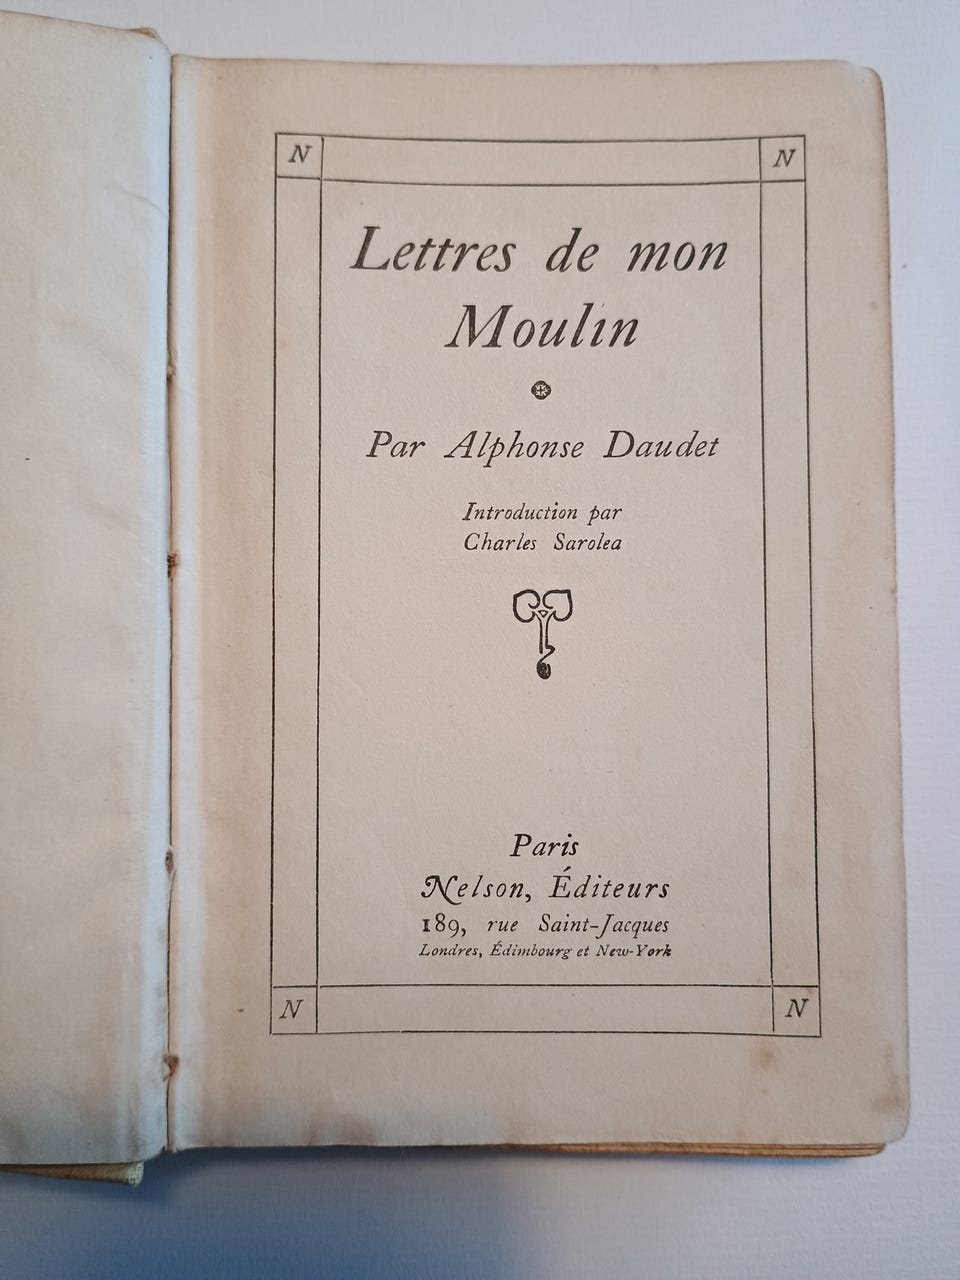 N N
Lettres de mon
Moulin
Par Alphonse Daudet
Introduction par
Charles Sarolea
Paris
Nelson, Éditeurs
189, rue Saint-Jacques
Londres, Édimbourg et New-York
N N